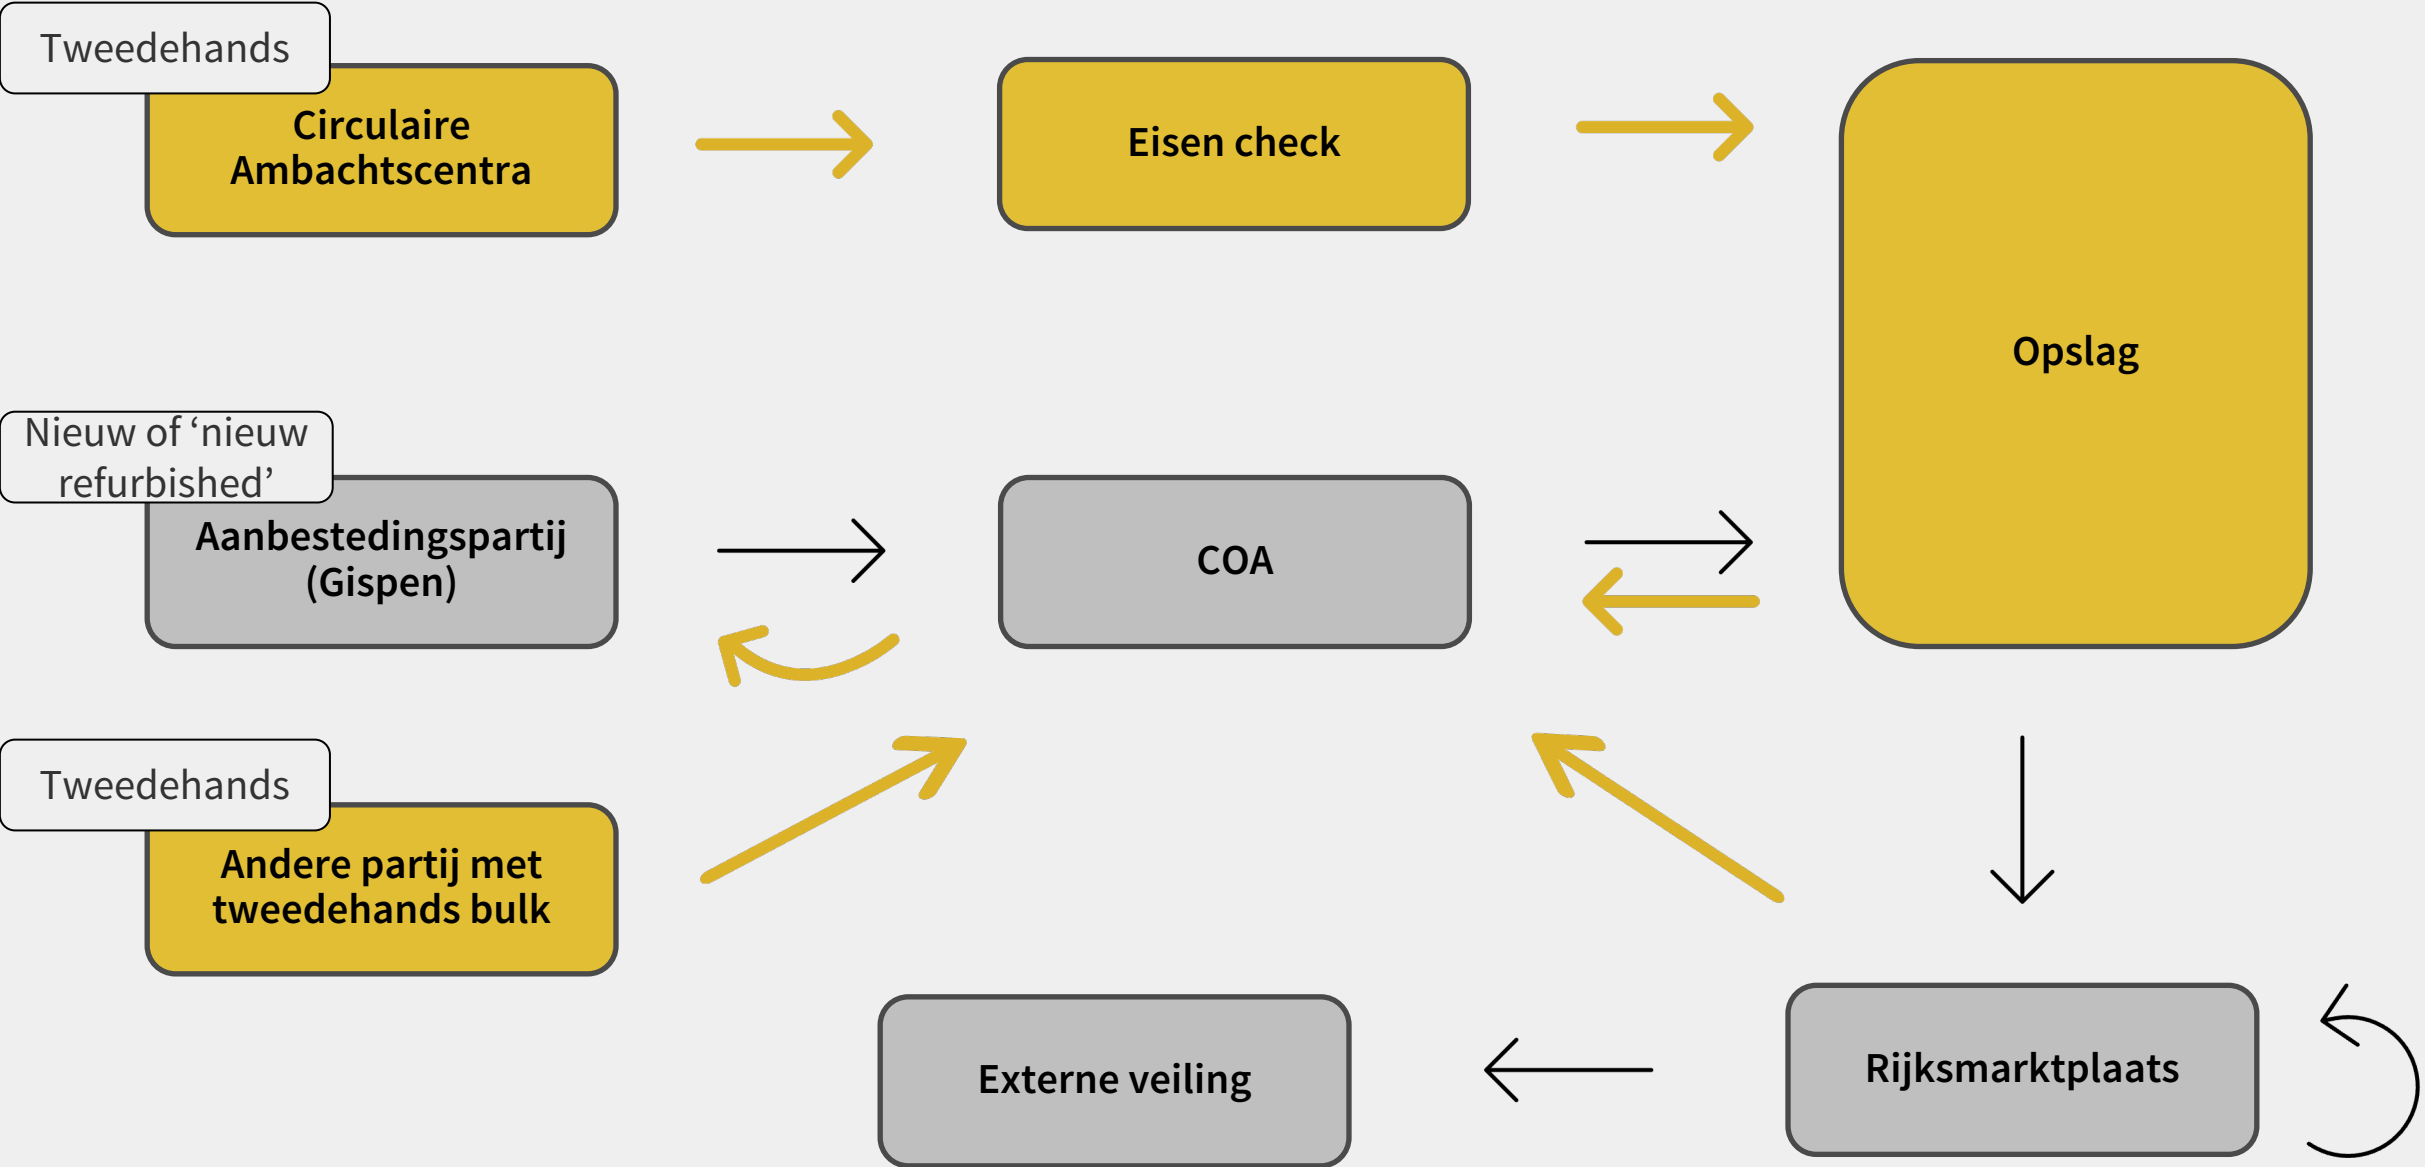 Tweedehands
Circulaire
Ambachtscentra
Eisen check
Opslag
Nieuw of ‘nieuw
refurbished’
Aanbestedingspartij
(Gispen)
COA
Tweedehands
Andere partij met
tweedehands bulk
Externe veiling
Rijksmarktplaats